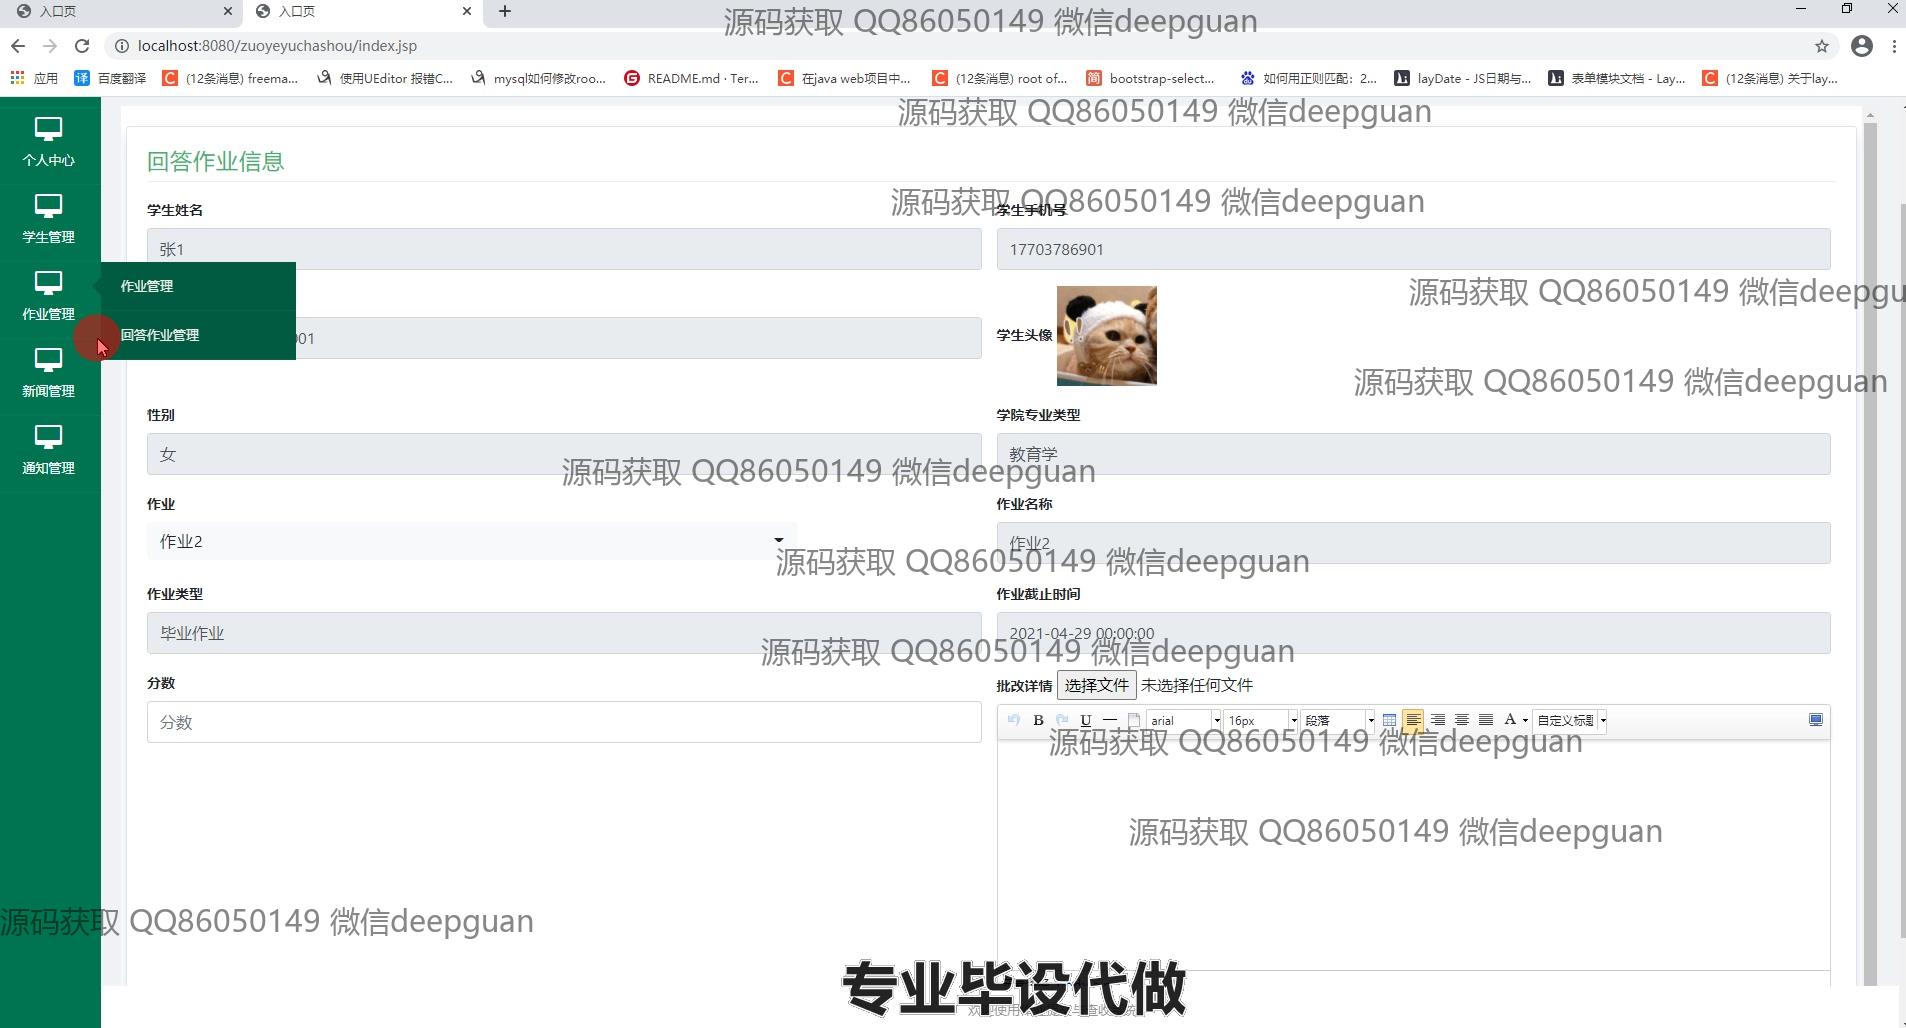 入口页
入口页
源码获取 QQ86050149 微信deepguan
localhost:8080/zuoyeyuchashou/index.jsp
应用
百度翻译
(12条消息) freema...
使用UEditor 报错C...
mysql如何修改roo...
README.md · Ter...
在java web项目中...
(12条消息) root of...
bootstrap-select...
如何用正则匹配：2...
layDate - JS日期与...
表单模块文档 - Lay...
(12条消息) 关于lay...
源码获取 QQ86050149 微信deepguan
个人中心
学生管理
作业管理
新闻管理
通知管理
作业管理
回答作业管理
回答作业信息
源码获取 QQ86050149 微信deepguan
学生姓名
学生手机号
张1
17703786901
源码获取 QQ86050149 微信deepgu
01
学生头像
源码获取 QQ86050149 微信deepguan
性别
学院专业类型
女
教育学
源码获取 QQ86050149 微信deepguan
作业
作业名称
作业2
作业2
源码获取 QQ86050149 微信deepguan
作业类型
作业截止时间
毕业作业
2021-04-29 00:00:00
源码获取 QQ86050149 微信deepguan
分数
批改详情 选择文件 未选择任何文件
分数
B U arial 16px 段落 A 自定义标题
源码获取 QQ86050149 微信deepguan
源码获取 QQ86050149 微信deepguan
源码获取 QQ86050149 微信deepguan
专业毕设代做